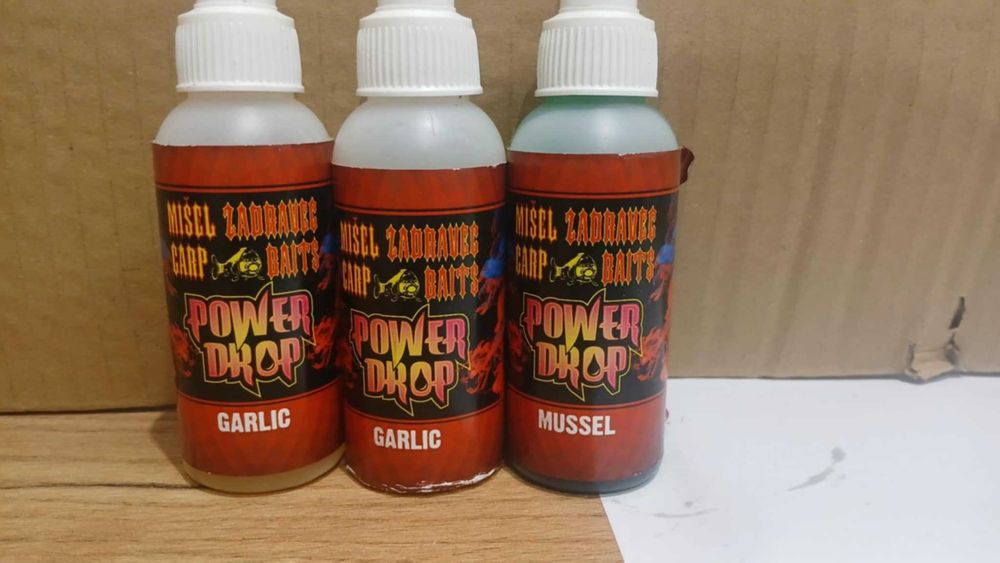 MIŠEL ZADRAVEC
CARP BAITS
POWER
DROP
GARLIC
MIŠEL ZADRAVEC
CARP BAITS
POWER
DROP
GARLIC
MIŠEL ZADRAVEC
CARP BAITS
POWER
DROP
MUSSEL